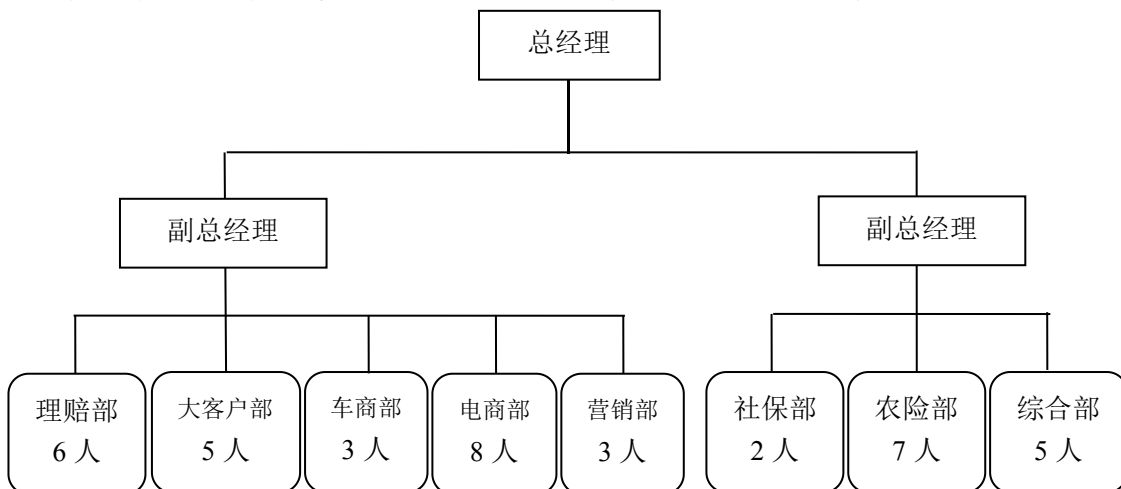 总经理
副总经理
副总经理
理赔部
6 人
大客户部
5 人
车商部
3 人
电商部
8 人
营销部
3 人
社保部
2 人
农险部
7 人
综合部
5 人